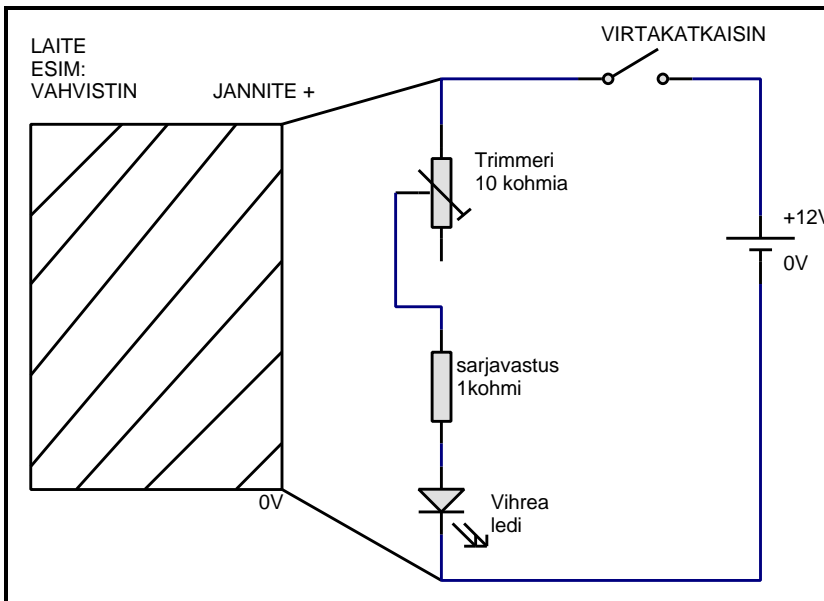 LAITE
ESIM:
VAHVISTIN
JANNITE +
VIRTAKATKAISIN
Trimmeri
10 kohmia
+12V
0V
sarjavastus
1kohmi
Vihrea
ledi
0V